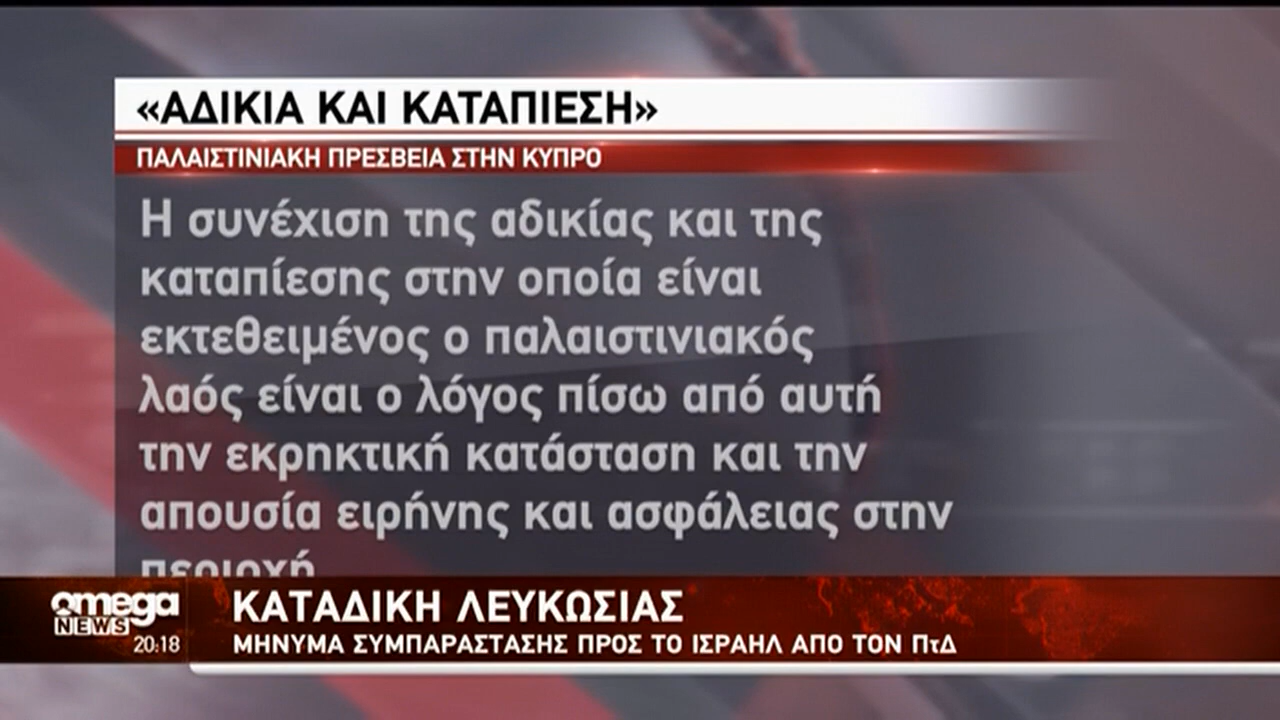 «ΑΔΙΚΙΑ ΚΑΙ ΚΑΤΑΠΙΕΣΗ»
ΠΑΛΑΙΣΤΙΝΙΑΚΗ ΠΡΕΣΒΕΙΑ ΣΤΗΝ ΚΥΠΡΟ
Η συνέχιση της αδικίας και της
καταπίεσης στην οποία είναι
εκτεθειμένος ο παλαιστινιακός
λαός είναι ο λόγος πίσω από αυτή
την εκρηκτική κατάσταση και την
απουσία ειρήνης και ασφάλειας στην
περιοχή
ΚΑΤΑΔΙΚΗ ΛΕΥΚΩΣΙΑΣ
ΜΗΝΥΜΑ ΣΥΜΠΑΡΑΣΤΑΣΗΣ ΠΡΟΣ ΤΟ ΙΣΡΑΗΛ ΑΠΟ ΤΟΝ ΠτΔ
omega
NEWS
20:18